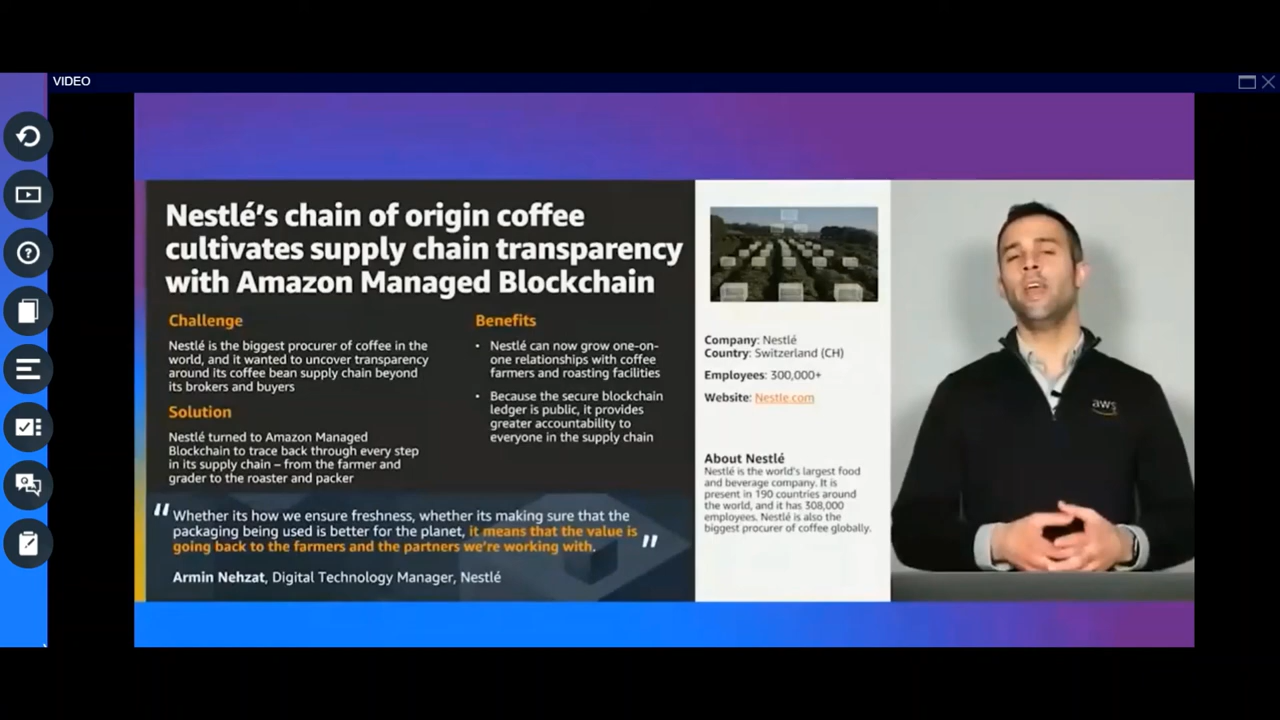 VIDEO
Nestlé's chain of origin coffee
cultivates supply chain transparency
with Amazon Managed Blockchain
Challenge
Nestlé is the biggest procurer of coffee in the
world, and it wanted to uncover transparency
around its coffee bean supply chain beyond
its brokers and buyers
Solution
Nestlé turned to Amazon Managed
Blockchain to trace back through every step
in its supply chain – from the farmer and
grader to the roaster and packer
Benefits
• Nestlé can now grow one-on-
one relationships with coffee
farmers and roasting facilities
• Because the secure blockchain
ledger is public, it provides
greater accountability to
everyone in the supply chain
“ Whether its how we ensure freshness, whether its making sure that the
packaging being used is better for the planet, it means that the value is
going back to the farmers and the partners we're working with. ”
Armin Nehzat, Digital Technology Manager, Nestlé
Company: Nestlé
Country: Switzerland (CH)
Employees: 300,000+
Website: Nestle.com
About Nestlé
Nestlé is the world's largest food
and beverage company. It is
present in 190 countries around
the world, and it has 308,000
employees. Nestlé is also the
biggest procurer of coffee globally.
aws